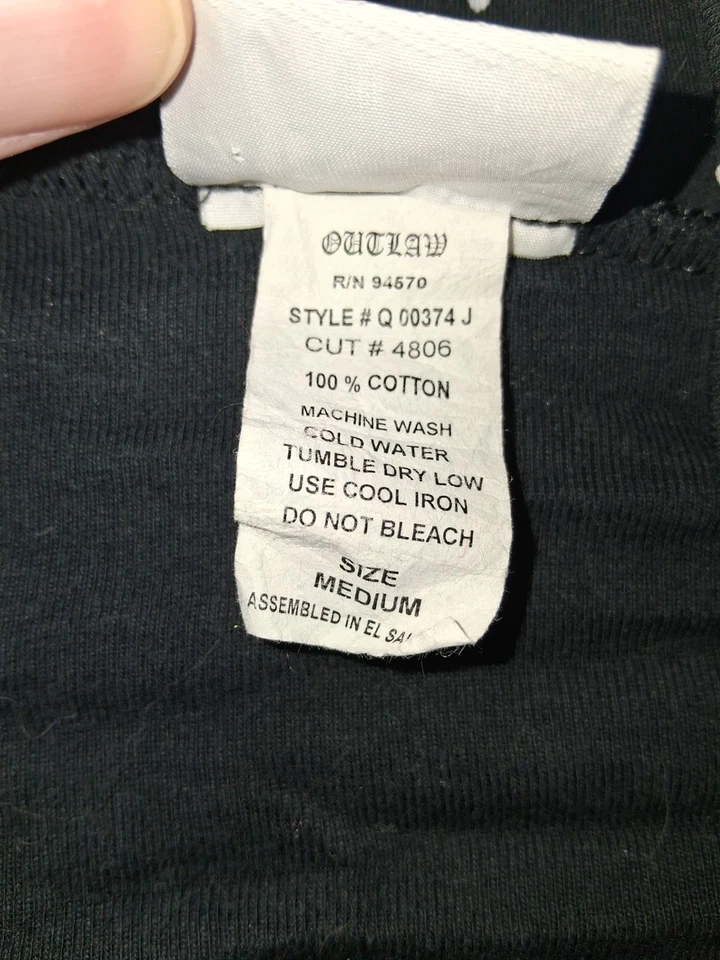 OUTLAW
R/N 94570
STYLE # Q 00374 J
CUT # 4806
100 % COTTON
MACHINE WASH
COLD WATER
TUMBLE DRY LOW
USE COOL IRON
DO NOT BLEACH
SIZE
MEDIUM
ASSEMBLED IN EL